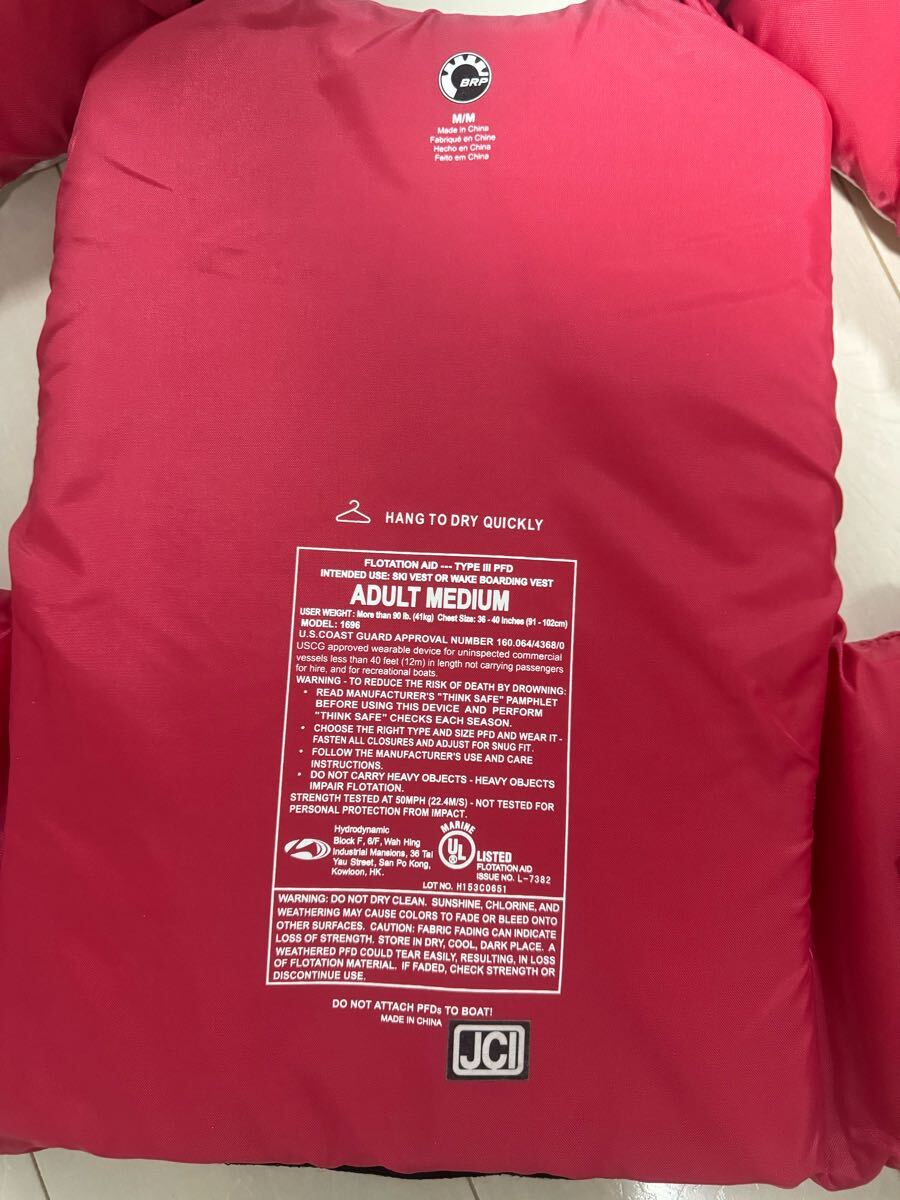 BRP
M/M
Made in China
Fabriqué en Chine
Hecho en China
Feito em China
HANG TO DRY QUICKLY
FLOTATION AID --- TYPE III PFD
INTENDED USE: SKI VEST OR WAKE BOARDING VEST
ADULT MEDIUM
USER WEIGHT : More than 90 lb. (41kg) Chest Size: 36 - 40 inches (91 - 102cm)
MODEL: 1696
U.S.COAST GUARD APPROVAL NUMBER 160.064/4368/0
USCG approved wearable device for uninspected commercial
vessels less than 40 feet (12m) in length not carrying passengers
for hire, and for recreational boats.
WARNING - TO REDUCE THE RISK OF DEATH BY DROWNING:
• READ MANUFACTURER'S "THINK SAFE" PAMPHLET
BEFORE USING THIS DEVICE AND PERFORM
"THINK SAFE" CHECKS EACH SEASON.
• CHOOSE THE RIGHT TYPE AND SIZE PFD AND WEAR IT -
FASTEN ALL CLOSURES AND ADJUST FOR SNUG FIT.
• FOLLOW THE MANUFACTURER'S USE AND CARE
INSTRUCTIONS.
• DO NOT CARRY HEAVY OBJECTS - HEAVY OBJECTS
IMPAIR FLOTATION.
STRENGTH TESTED AT 50MPH (22.4M/S) - NOT TESTED FOR
PERSONAL PROTECTION FROM IMPACT.
Hydrodynamic
Block F, 6/F, Wah Hing
Industrial Mansions, 36 Tai
Yau Street, San Po Kong,
Kowloon, HK.
MARINE
UL
LISTED
FLOTATION AID
ISSUE NO. L-7382
LOT NO. H153C0651
WARNING: DO NOT DRY CLEAN. SUNSHINE, CHLORINE, AND
WEATHERING MAY CAUSE COLORS TO FADE OR BLEED ONTO
OTHER SURFACES. CAUTION: FABRIC FADING CAN INDICATE
LOSS OF STRENGTH. STORE IN DRY, COOL, DARK PLACE. A
WEATHERED PFD COULD TEAR EASILY, RESULTING, IN LOSS
OF FLOTATION MATERIAL. IF FADED, CHECK STRENGTH OR
DISCONTINUE USE.
DO NOT ATTACH PFDs TO BOAT!
MADE IN CHINA
JCI